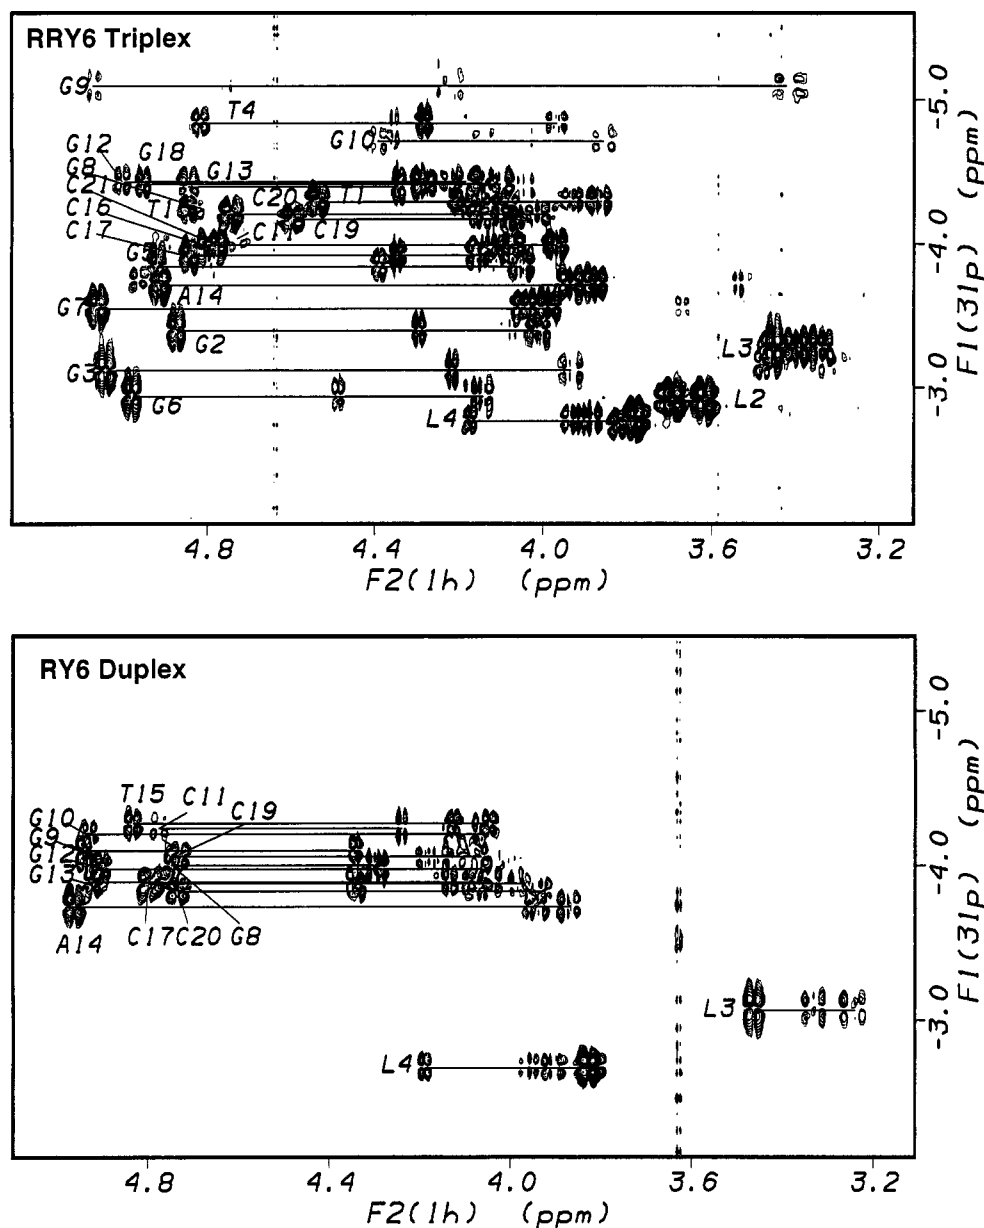 RRY6 Triplex
G9
T4
G10
G12
G8
C21
C16
C17
G18
G13
T1
C20
T1
G5
C11
C19
A14
G7
G2
G3
G6
L3
L4
L2
-5.0
-4.0
-3.0
F1(31p) (ppm)
4.8 4.4 4.0 3.6 3.2
F2(1h) (ppm)
RY6 Duplex
T15
C11
G10
G9
G12
G13
C19
A14
C17
C20
G8
L3
L4
-5.0
-4.0
-3.0
F1(31p) (ppm)
4.8 4.4 4.0 3.6 3.2
F2(1h) (ppm)